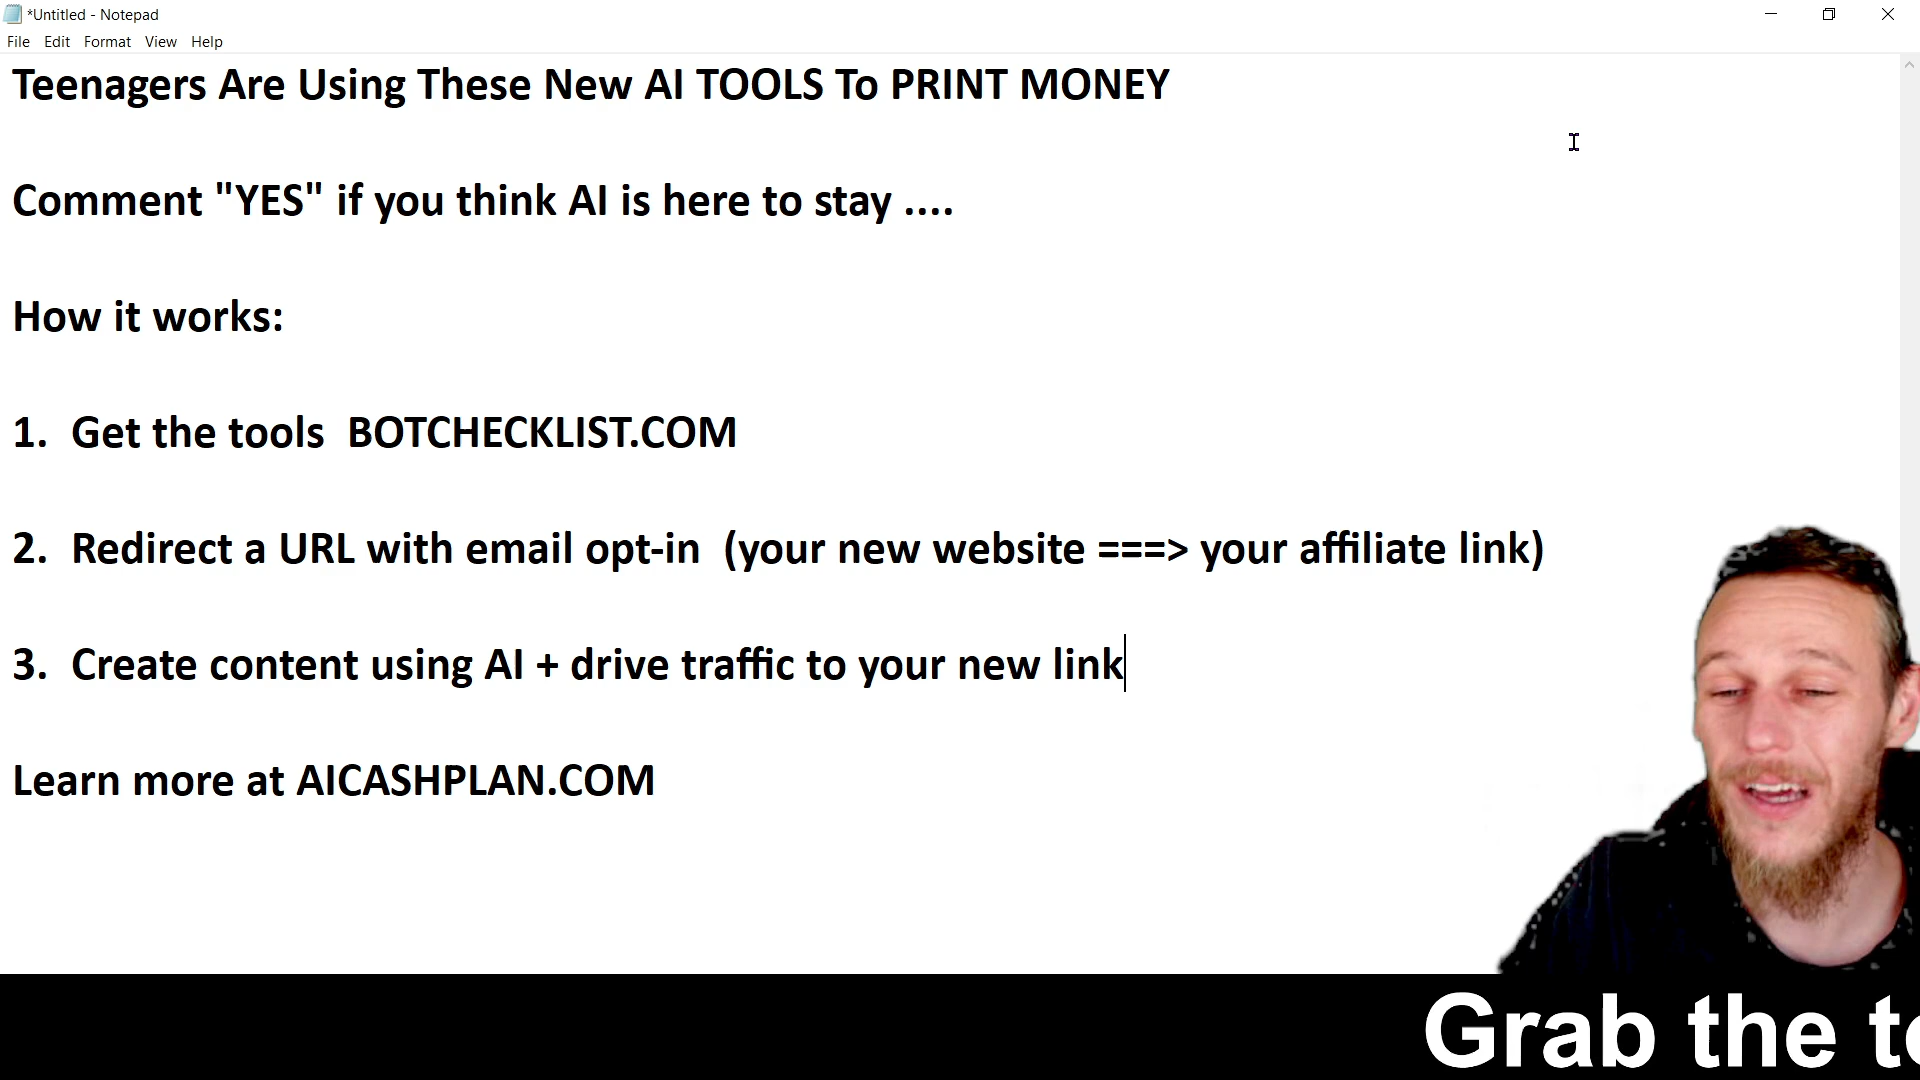 *Untitled - Notepad
File Edit Format View Help
Teenagers Are Using These New AI TOOLS To PRINT MONEY
Comment "YES" if you think AI is here to stay ....
How it works:
1. Get the tools BOTCHECKLIST.COM
2. Redirect a URL with email opt-in (your new website ===> your affiliate link)
3. Create content using AI + drive traffic to your new link
Learn more at AICASHPLAN.COM
Grab the